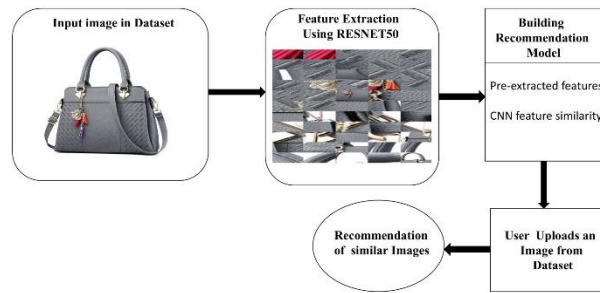 Input image in Dataset
Feature Extraction
Using RESNET50
Building
Recommendation
Model
Pre-extracted features
CNN feature similarity
User Uploads an
Image from
Dataset
Recommendation
of similar Images